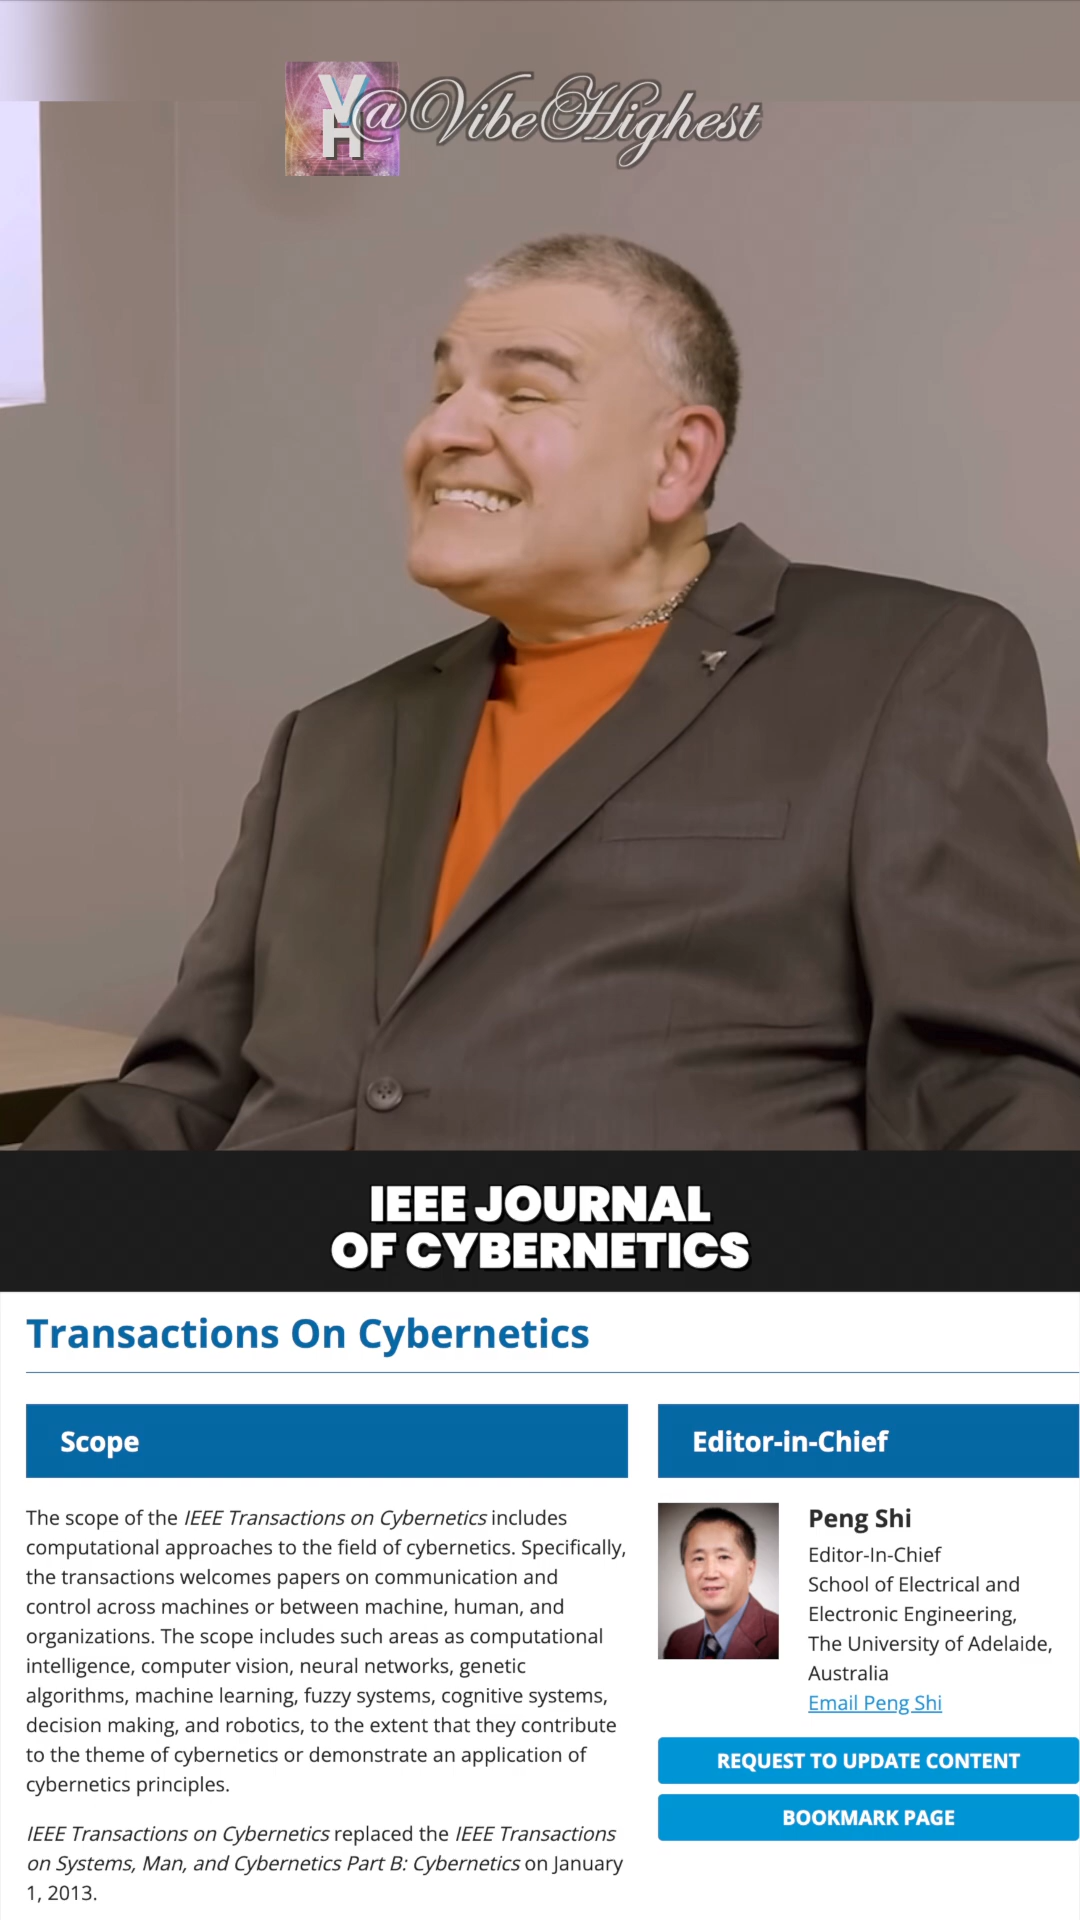 VH
@VibeHighest
IEEE JOURNAL
OF CYBERNETICS
Transactions On Cybernetics
Scope
The scope of the IEEE Transactions on Cybernetics includes
computational approaches to the field of cybernetics. Specifically,
the transactions welcomes papers on communication and
control across machines or between machine, human, and
organizations. The scope includes such areas as computational
intelligence, computer vision, neural networks, genetic
algorithms, machine learning, fuzzy systems, cognitive systems,
decision making, and robotics, to the extent that they contribute
to the theme of cybernetics or demonstrate an application of
cybernetics principles.
IEEE Transactions on Cybernetics replaced the IEEE Transactions
on Systems, Man, and Cybernetics Part B: Cybernetics on January
1, 2013.
Editor-in-Chief
Peng Shi
Editor-In-Chief
School of Electrical and
Electronic Engineering,
The University of Adelaide,
Australia
Email Peng Shi
REQUEST TO UPDATE CONTENT
BOOKMARK PAGE